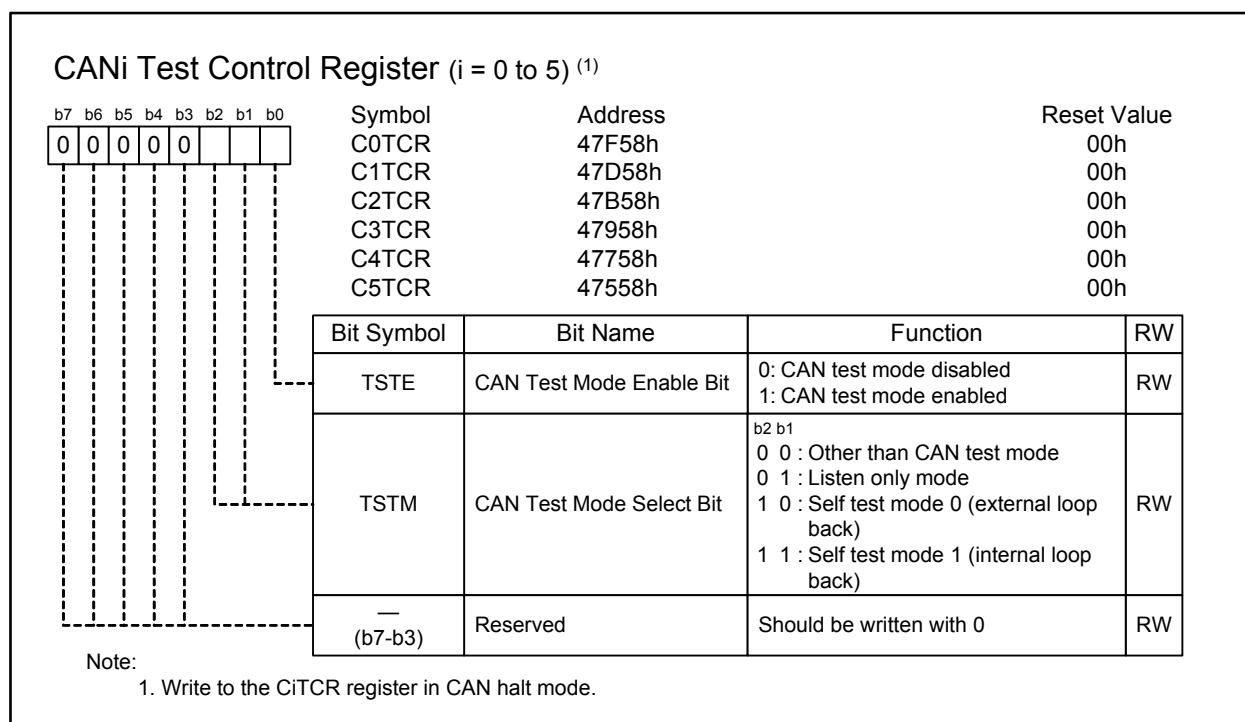 CANi Test Control Register (i = 0 to 5) (1)
b7 b6 b5 b4 b3 b2 b1 b0
0 0 0 0 0
Symbol Address Reset Value
C0TCR 47F58h 00h
C1TCR 47D58h 00h
C2TCR 47B58h 00h
C3TCR 47958h 00h
C4TCR 47758h 00h
C5TCR 47558h 00h
Bit Symbol Bit Name Function RW
TSTE CAN Test Mode Enable Bit 0: CAN test mode disabled RW
1: CAN test mode enabled
b2 b1
0 0 : Other than CAN test mode
0 1 : Listen only mode
TSTM CAN Test Mode Select Bit 1 0 : Self test mode 0 (external loop RW
back)
1 1 : Self test mode 1 (internal loop
back)
—
(b7-b3) Reserved Should be written with 0 RW
Note:
1. Write to the CiTCR register in CAN halt mode.